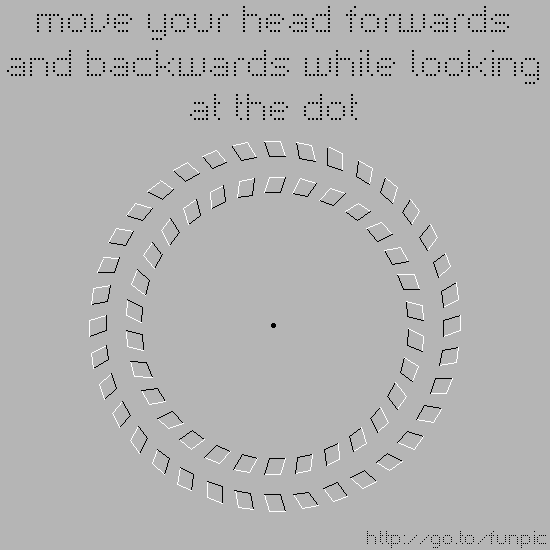 move your head forwards
and backwards while looking
at the dot
http://go.to/funpic